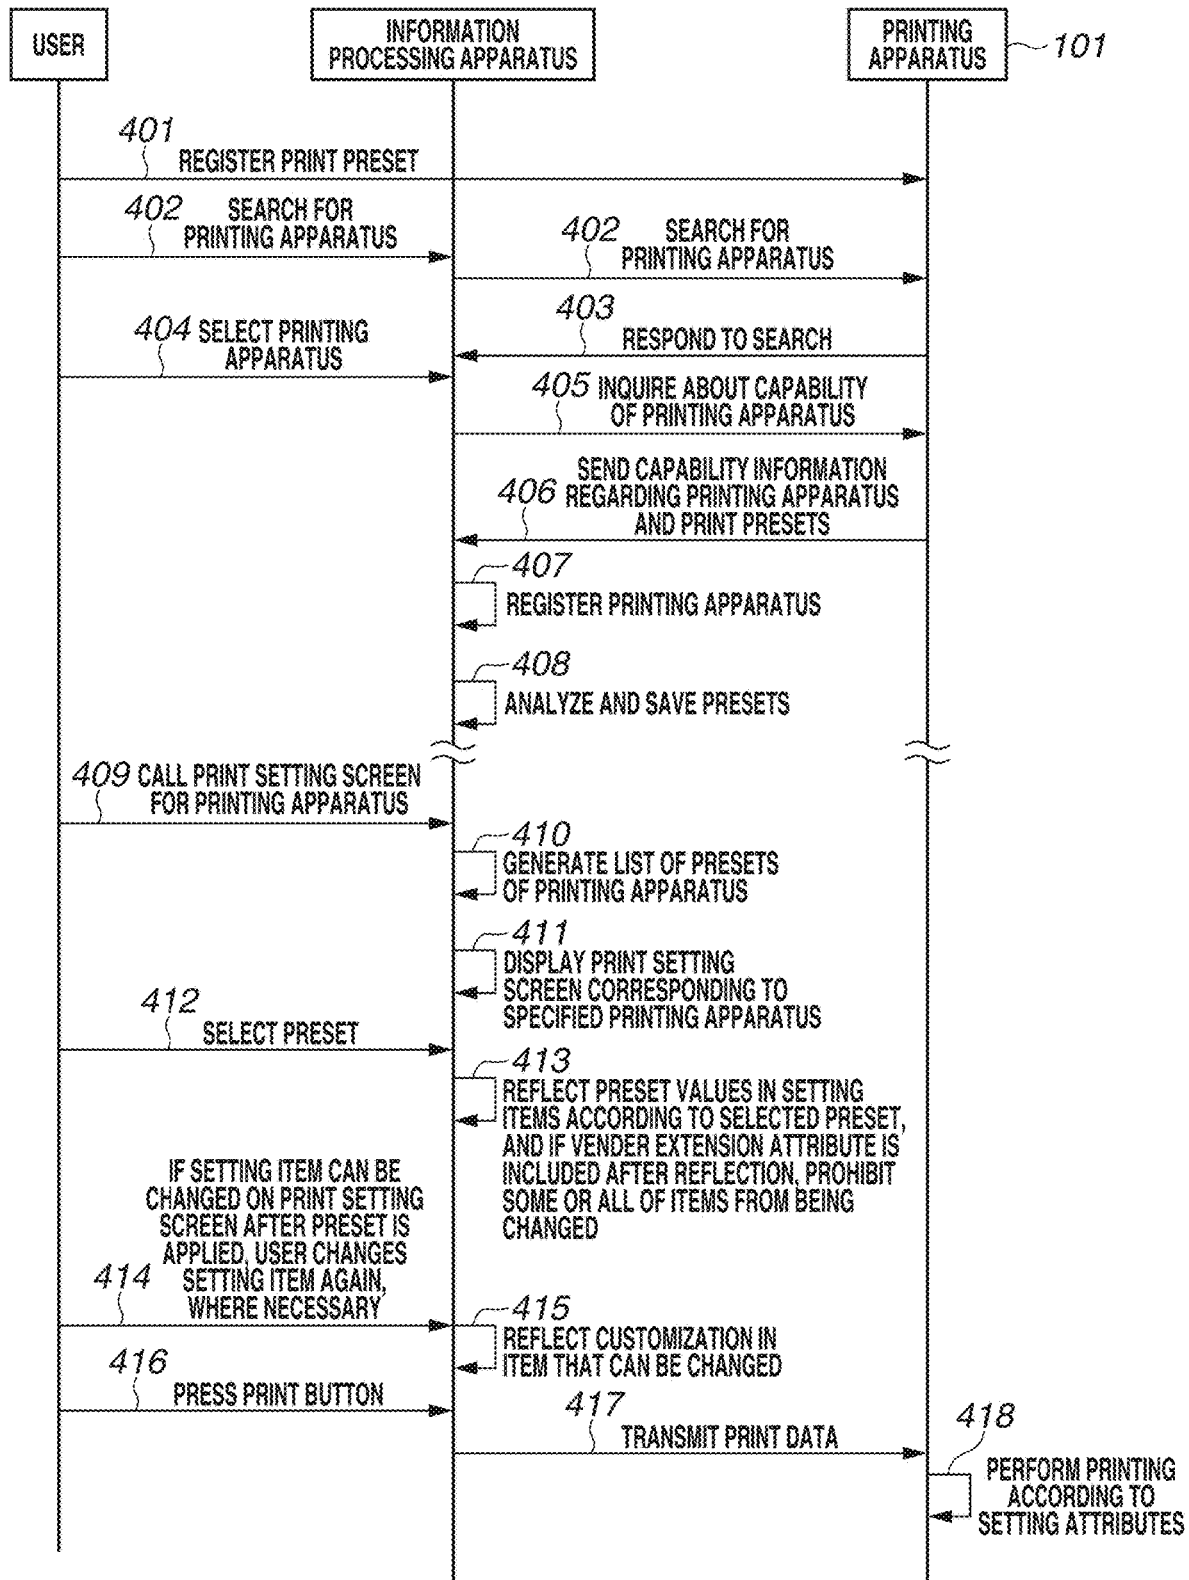 USER
INFORMATION
PROCESSING APPARATUS
PRINTING
APPARATUS
101
401
REGISTER PRINT PRESET
402
SEARCH FOR
PRINTING APPARATUS
402
SEARCH FOR
PRINTING APPARATUS
403
RESPOND TO SEARCH
404
SELECT PRINTING
APPARATUS
405
INQUIRE ABOUT CAPABILITY
OF PRINTING APPARATUS
406
SEND CAPABILITY INFORMATION
REGARDING PRINTING APPARATUS
AND PRINT PRESETS
407
REGISTER PRINTING APPARATUS
408
ANALYZE AND SAVE PRESETS
409
CALL PRINT SETTING SCREEN
FOR PRINTING APPARATUS
410
GENERATE LIST OF PRESETS
OF PRINTING APPARATUS
411
DISPLAY PRINT SETTING
SCREEN CORRESPONDING TO
SPECIFIED PRINTING APPARATUS
412
SELECT PRESET
413
REFLECT PRESET VALUES IN SETTING
ITEMS ACCORDING TO SELECTED PRESET,
AND IF VENDER EXTENSION ATTRIBUTE IS
INCLUDED AFTER REFLECTION, PROHIBIT
SOME OR ALL OF ITEMS FROM BEING
CHANGED
414
IF SETTING ITEM CAN BE
CHANGED ON PRINT SETTING
SCREEN AFTER PRESET IS
APPLIED, USER CHANGES
SETTING ITEM AGAIN,
WHERE NECESSARY
415
REFLECT CUSTOMIZATION IN
ITEM THAT CAN BE CHANGED
416
PRESS PRINT BUTTON
417
TRANSMIT PRINT DATA
418
PERFORM PRINTING
ACCORDING TO
SETTING ATTRIBUTES